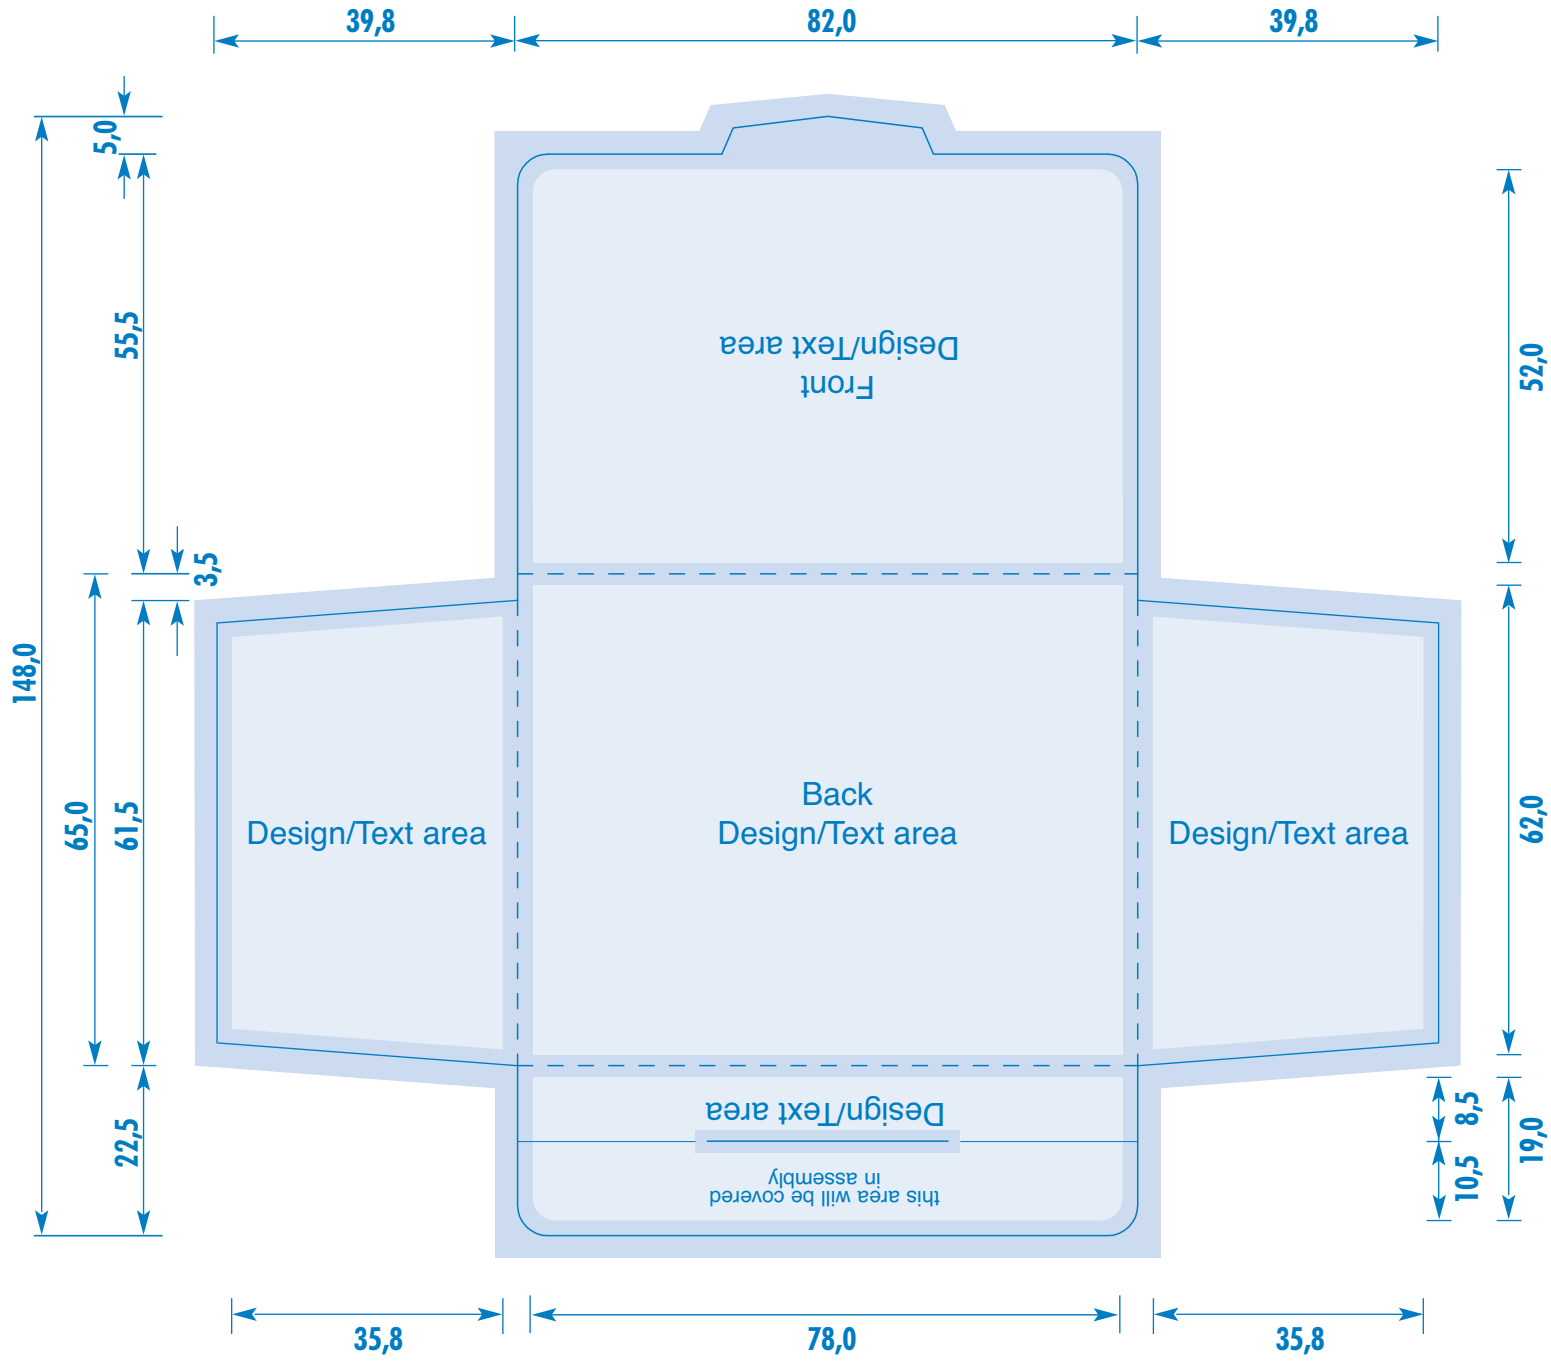 39,8
82,0
39,8
5,0
55,5
Front
Design/Text area
52,0
3,5
148,0
65,0
61,5
Design/Text area
Back
Design/Text area
Design/Text area
62,0
22,5
Design/Text area
this area will be covered
in assembly
8,5
10,5
19,0
35,8
78,0
35,8